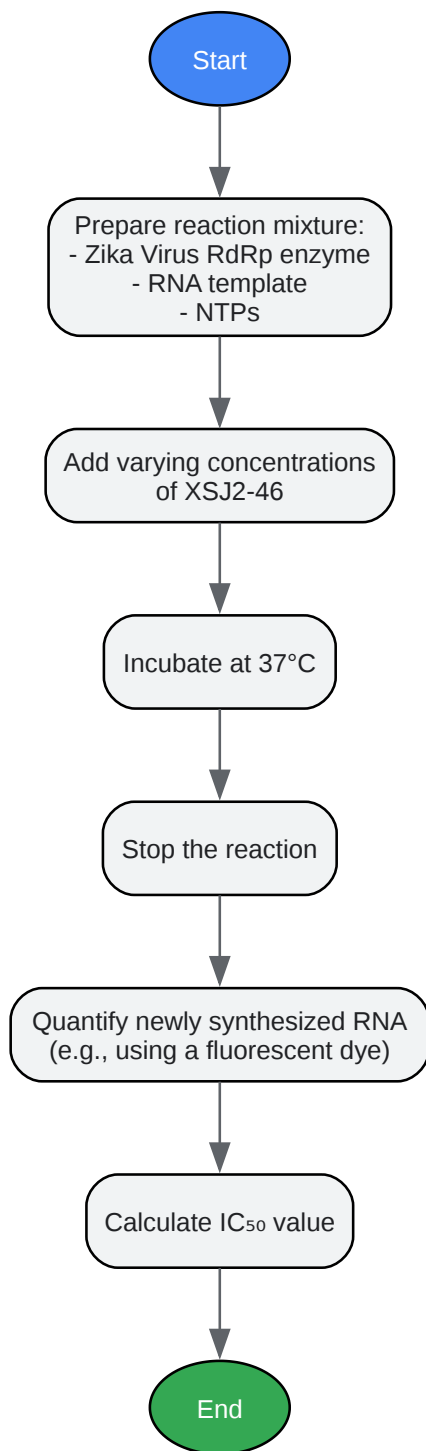 Start
Prepare reaction mixture:
- Zika Virus RdRp enzyme
- RNA template
- NTPs
Add varying concentrations
of XSJ2-46
Incubate at 37°C
Stop the reaction
Quantify newly synthesized RNA
(e.g., using a fluorescent dye)
Calculate IC₅₀ value
End